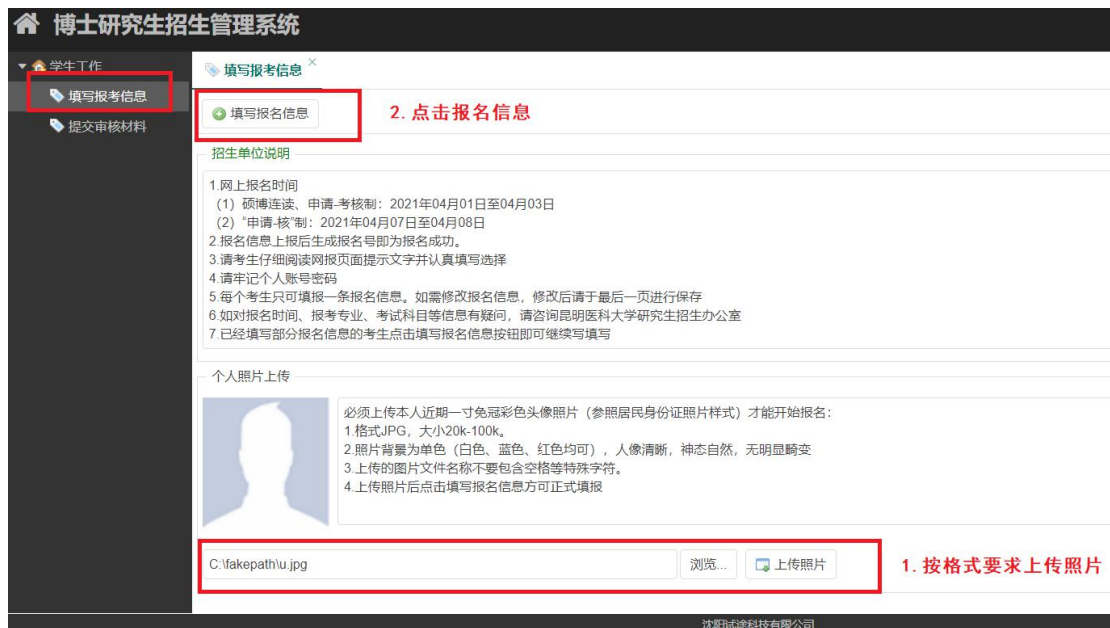 博士研究生招生管理系统
学生工作
填写报考信息
提交审核材料
填写报考信息 ×
填写报名信息
2. 点击报名信息
招生单位说明
1.网上报名时间
（1）硕博连读、申请-考核制：2021年04月01日至04月03日
（2）“申请-核”制：2021年04月07日至04月08日
2.报名信息上报后生成报名号即为报名成功。
3.请考生仔细阅读网报页面提示文字并认真填写选择
4.请牢记个人账号密码
5.每个考生只可填报一条报名信息。如需修改报名信息，修改后请于最后一页进行保存
6.如对报名时间、报考专业、考试科目等信息有疑问，请咨询昆明医科大学研究生招生办公室
7.已经填写部分报名信息的考生点击填写报名信息按钮即可继续写填写
个人照片上传
必须上传本人近期一寸免冠彩色头像照片（参照居民身份证照片样式）才能开始报名：
1.格式JPG，大小20k-100k。
2.照片背景为单色（白色、蓝色、红色均可），人像清晰，神态自然，无明显畸变
3.上传的图片文件名称不要包含空格等特殊字符。
4.上传照片后点击填写报名信息方可正式填报
C:\fakepath\u.jpg
浏览...
上传照片
1. 按格式要求上传照片
沈阳试途科技有限公司